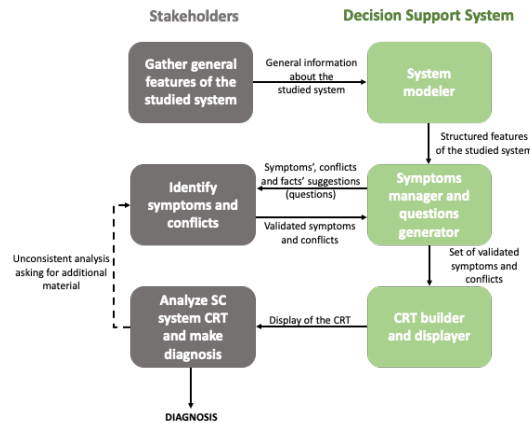 Stakeholders
Decision Support System
Gather general
features of the
studied system
General information
about the
studied system
System
modeler
Structured features
of the studied system
Identify
symptoms and
conflicts
Symptoms', conflicts
and facts' suggestions
(questions)
Validated symptoms
and conflicts
Symptoms
manager and
questions
generator
Unconsistent analysis
asking for additional
material
Set of validated
symptoms and
conflicts
Analyze SC
system CRT
and make
diagnosis
Display of the CRT
CRT builder
and displayer
DIAGNOSIS